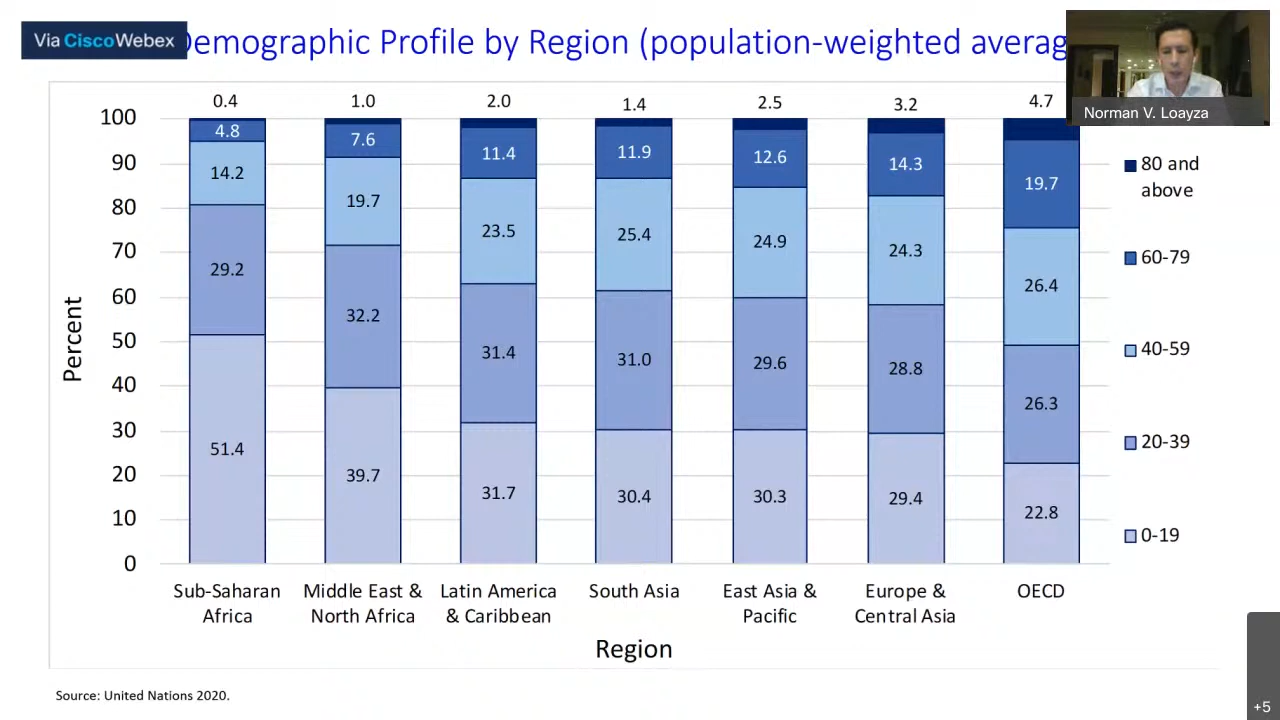 Via Cisco Webex
Demographic Profile by Region (population-weighted
Norman V. Loayza
0.4 1.0 2.0 1.4 2.5 3.2 4.7
100
90
80
70
60
50
40
30
20
10
0
Percent
4.8 7.6 11.4 11.9 12.6 14.3 19.7
14.2 19.7 23.5 25.4 24.9 24.3 26.4
29.2 32.2 31.4 31.0 29.6 28.8 26.3
51.4 39.7 31.7 30.4 30.3 29.4 22.8
80 and
above
60-79
40-59
20-39
0-19
Sub-Saharan Middle East & Latin America South Asia East Asia & Europe & OECD
Africa North Africa & Caribbean Pacific Central Asia
Region
Source: United Nations 2020.
+5